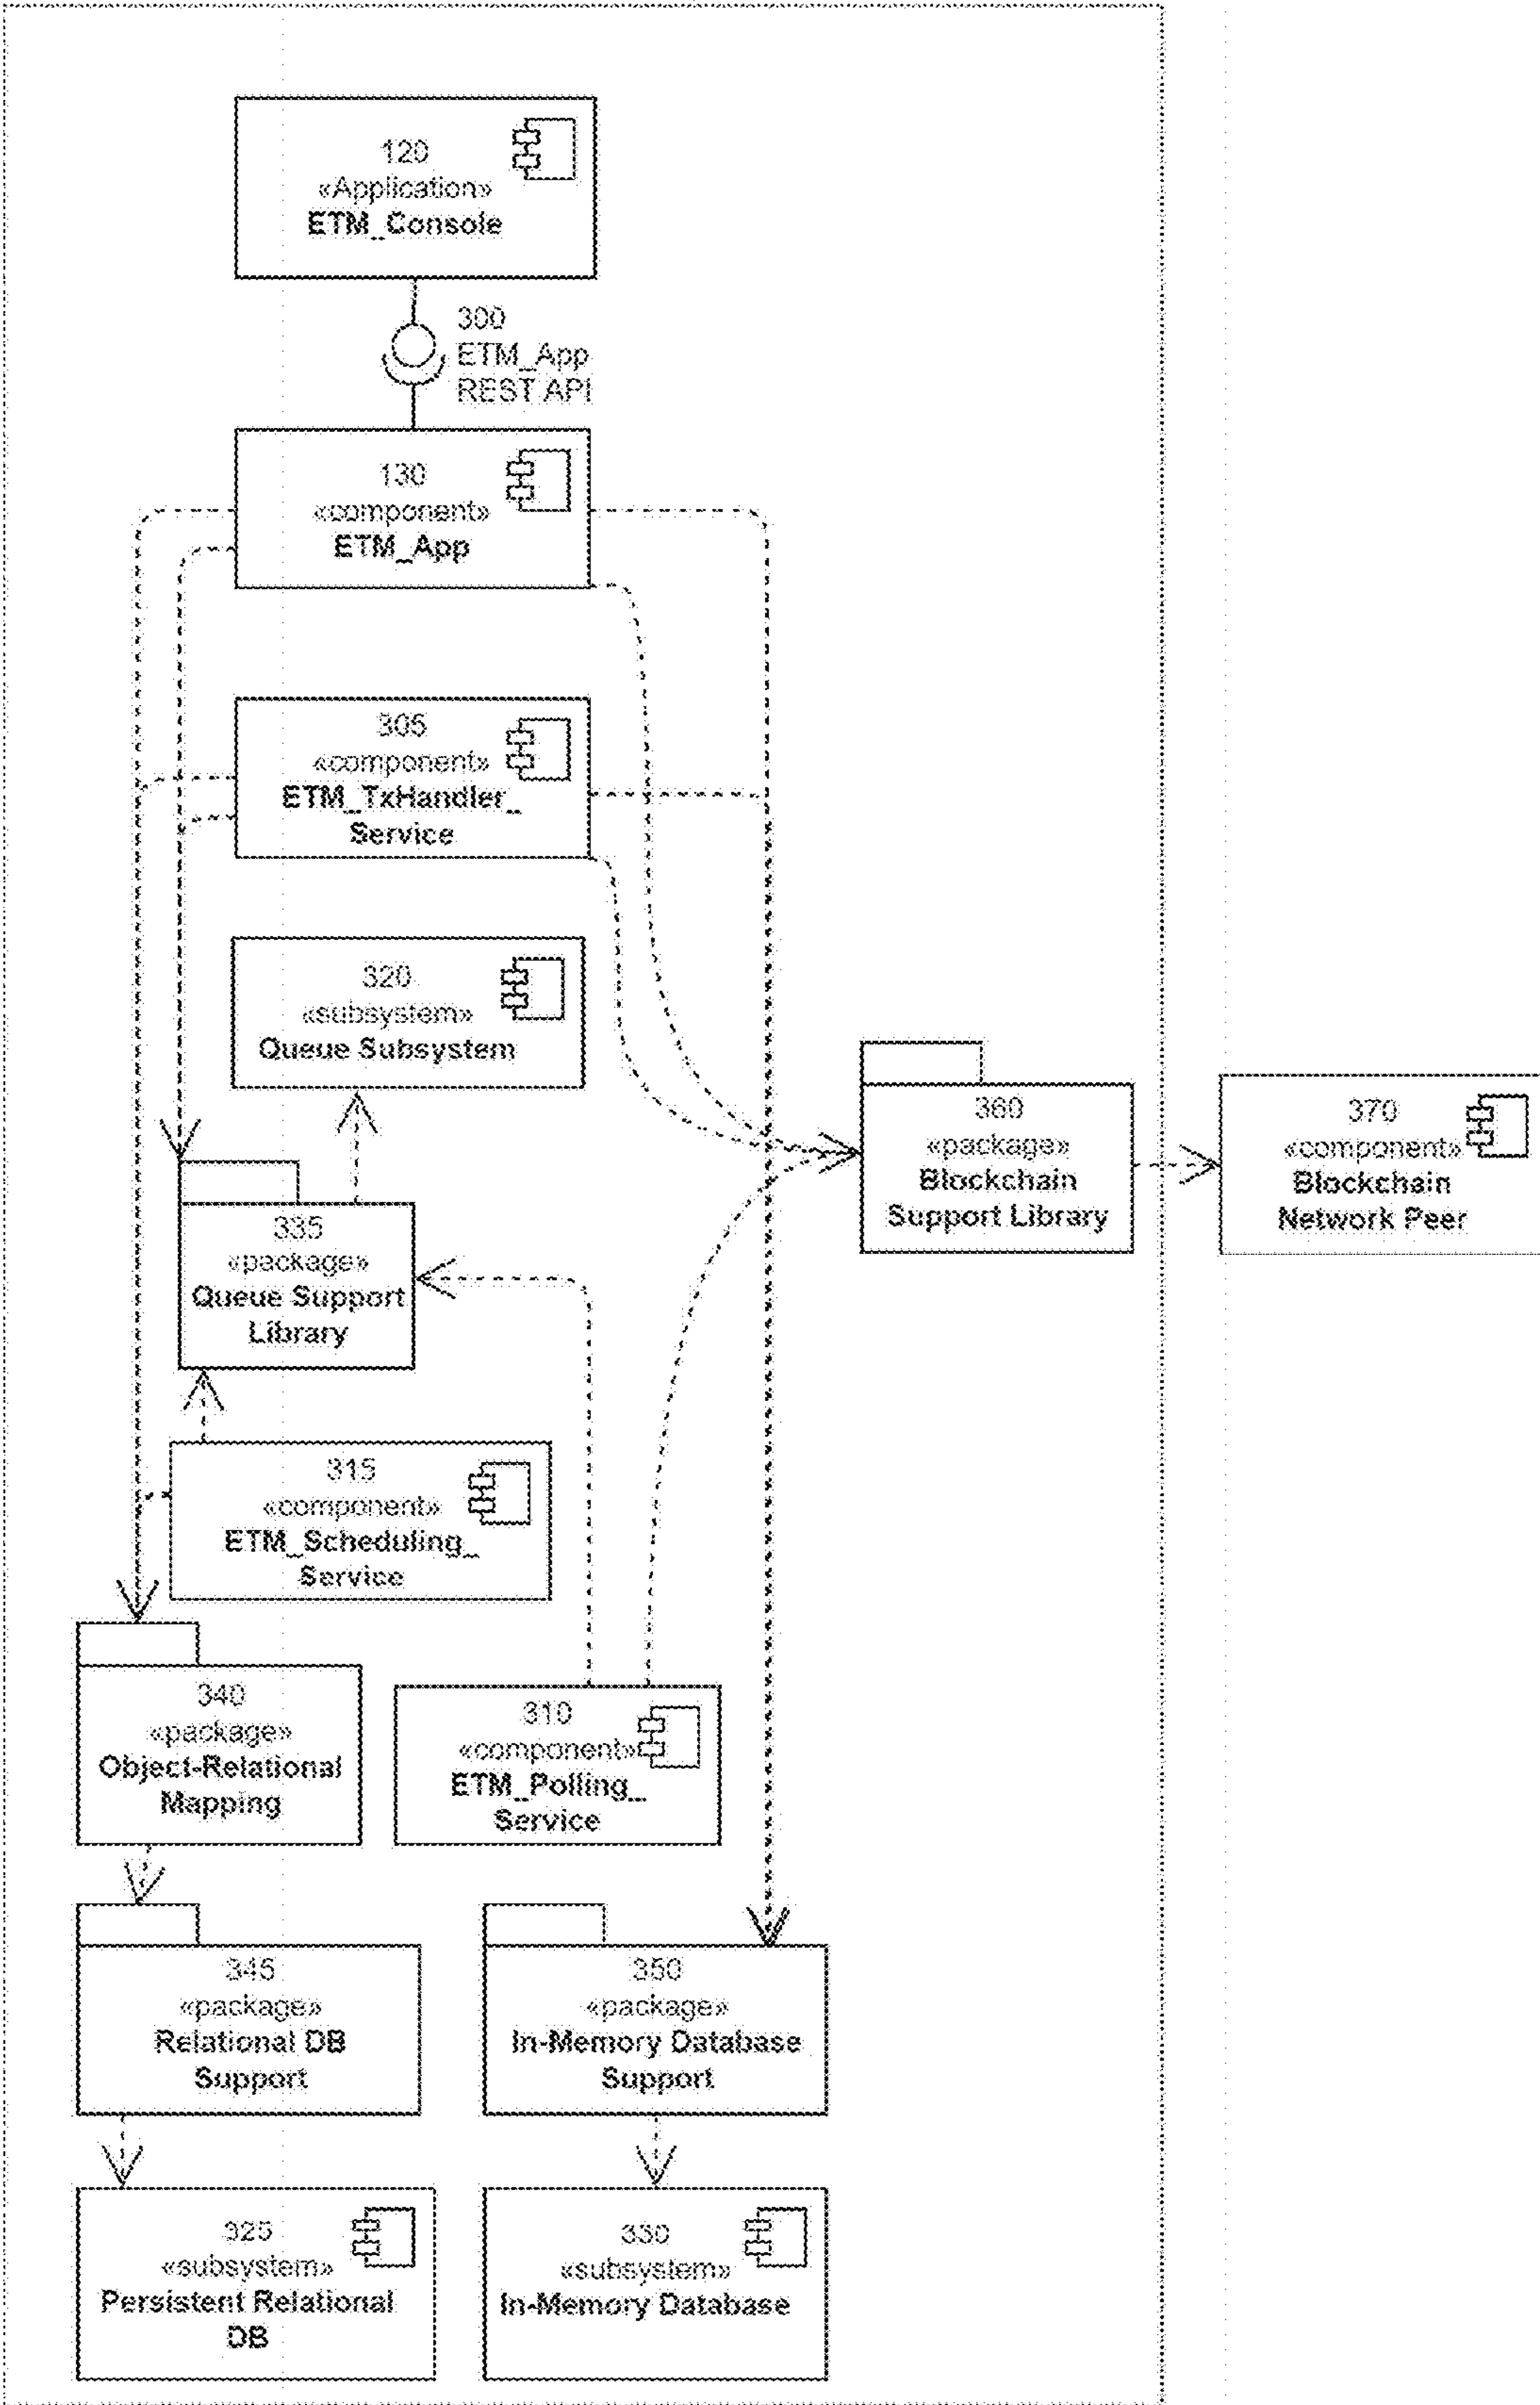 120
«Application»
ETM_Console
300
ETM_App
REST API
130
«component»
ETM_App
305
«component»
ETM_TxHandler_
Service
320
«subsystem»
Queue Subsystem
360
«package»
Blockchain
Support Library
370
«component»
Blockchain
Network Peer
335
«package»
Queue Support
Library
315
«component»
ETM_Scheduling_
Service
340
«package»
Object-Relational
Mapping
310
«component»
ETM_Polling_
Service
345
«package»
Relational DB
Support
350
«package»
In-Memory Database
Support
325
«subsystem»
Persistent Relational
DB
330
«subsystem»
In-Memory Database